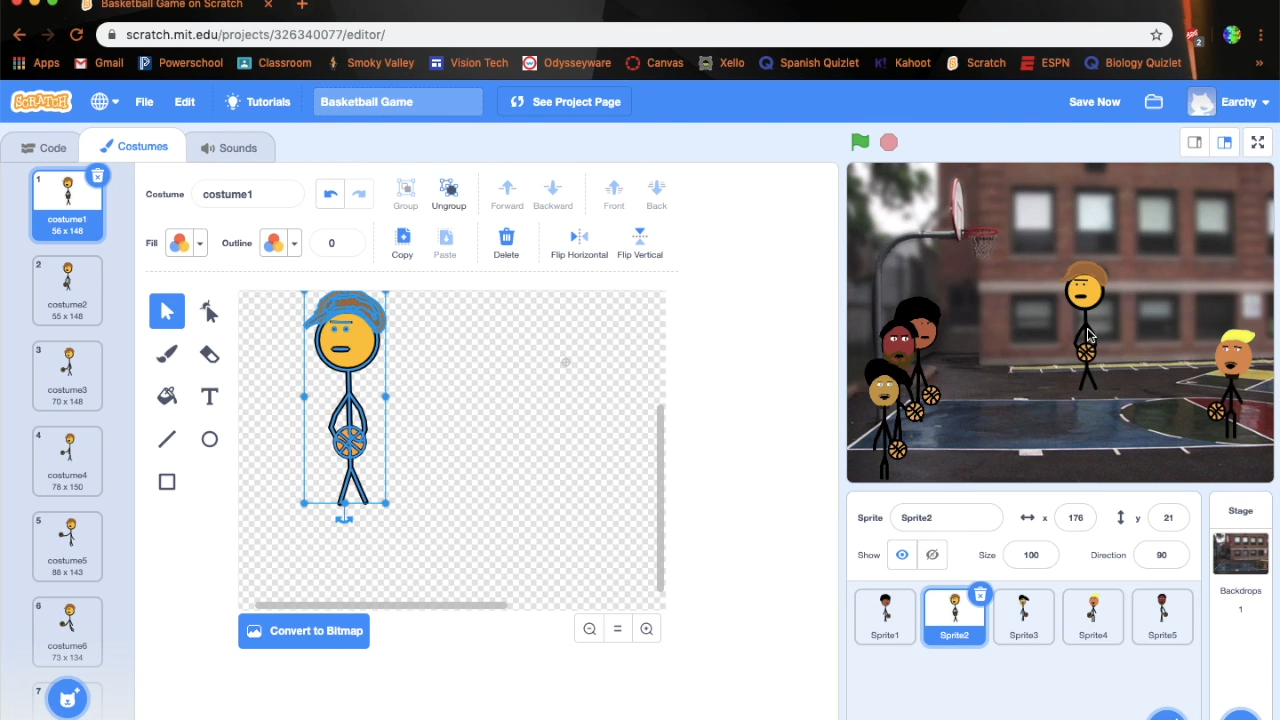 Basketball Game on Scratch
scratch.mit.edu/projects/326340077/editor/
2
Apps Gmail Powerschool Classroom Smoky Valley Vision Tech Odysseyware Canvas Xello Spanish Quizlet Kahoot Scratch ESPN Biology Quizlet »
SCRATCH File Edit Tutorials Basketball Game See Project Page Save Now Earchy
Code Costumes Sounds
1
costume1
56 x 148
2
costume2
55 x 148
3
costume3
70 x 148
4
costume4
78 x 150
5
costume5
88 x 143
6
costume6
73 x 134
7
Costume costume1 Group Ungroup Forward Backward Front Back
Fill Outline 0 Copy Paste Delete Flip Horizontal Flip Vertical
T
Convert to Bitmap
Sprite Sprite2 x 176 y 21
Show Size 100 Direction 90
Sprite1 Sprite2 Sprite3 Sprite4 Sprite5
Stage
Backdrops
1